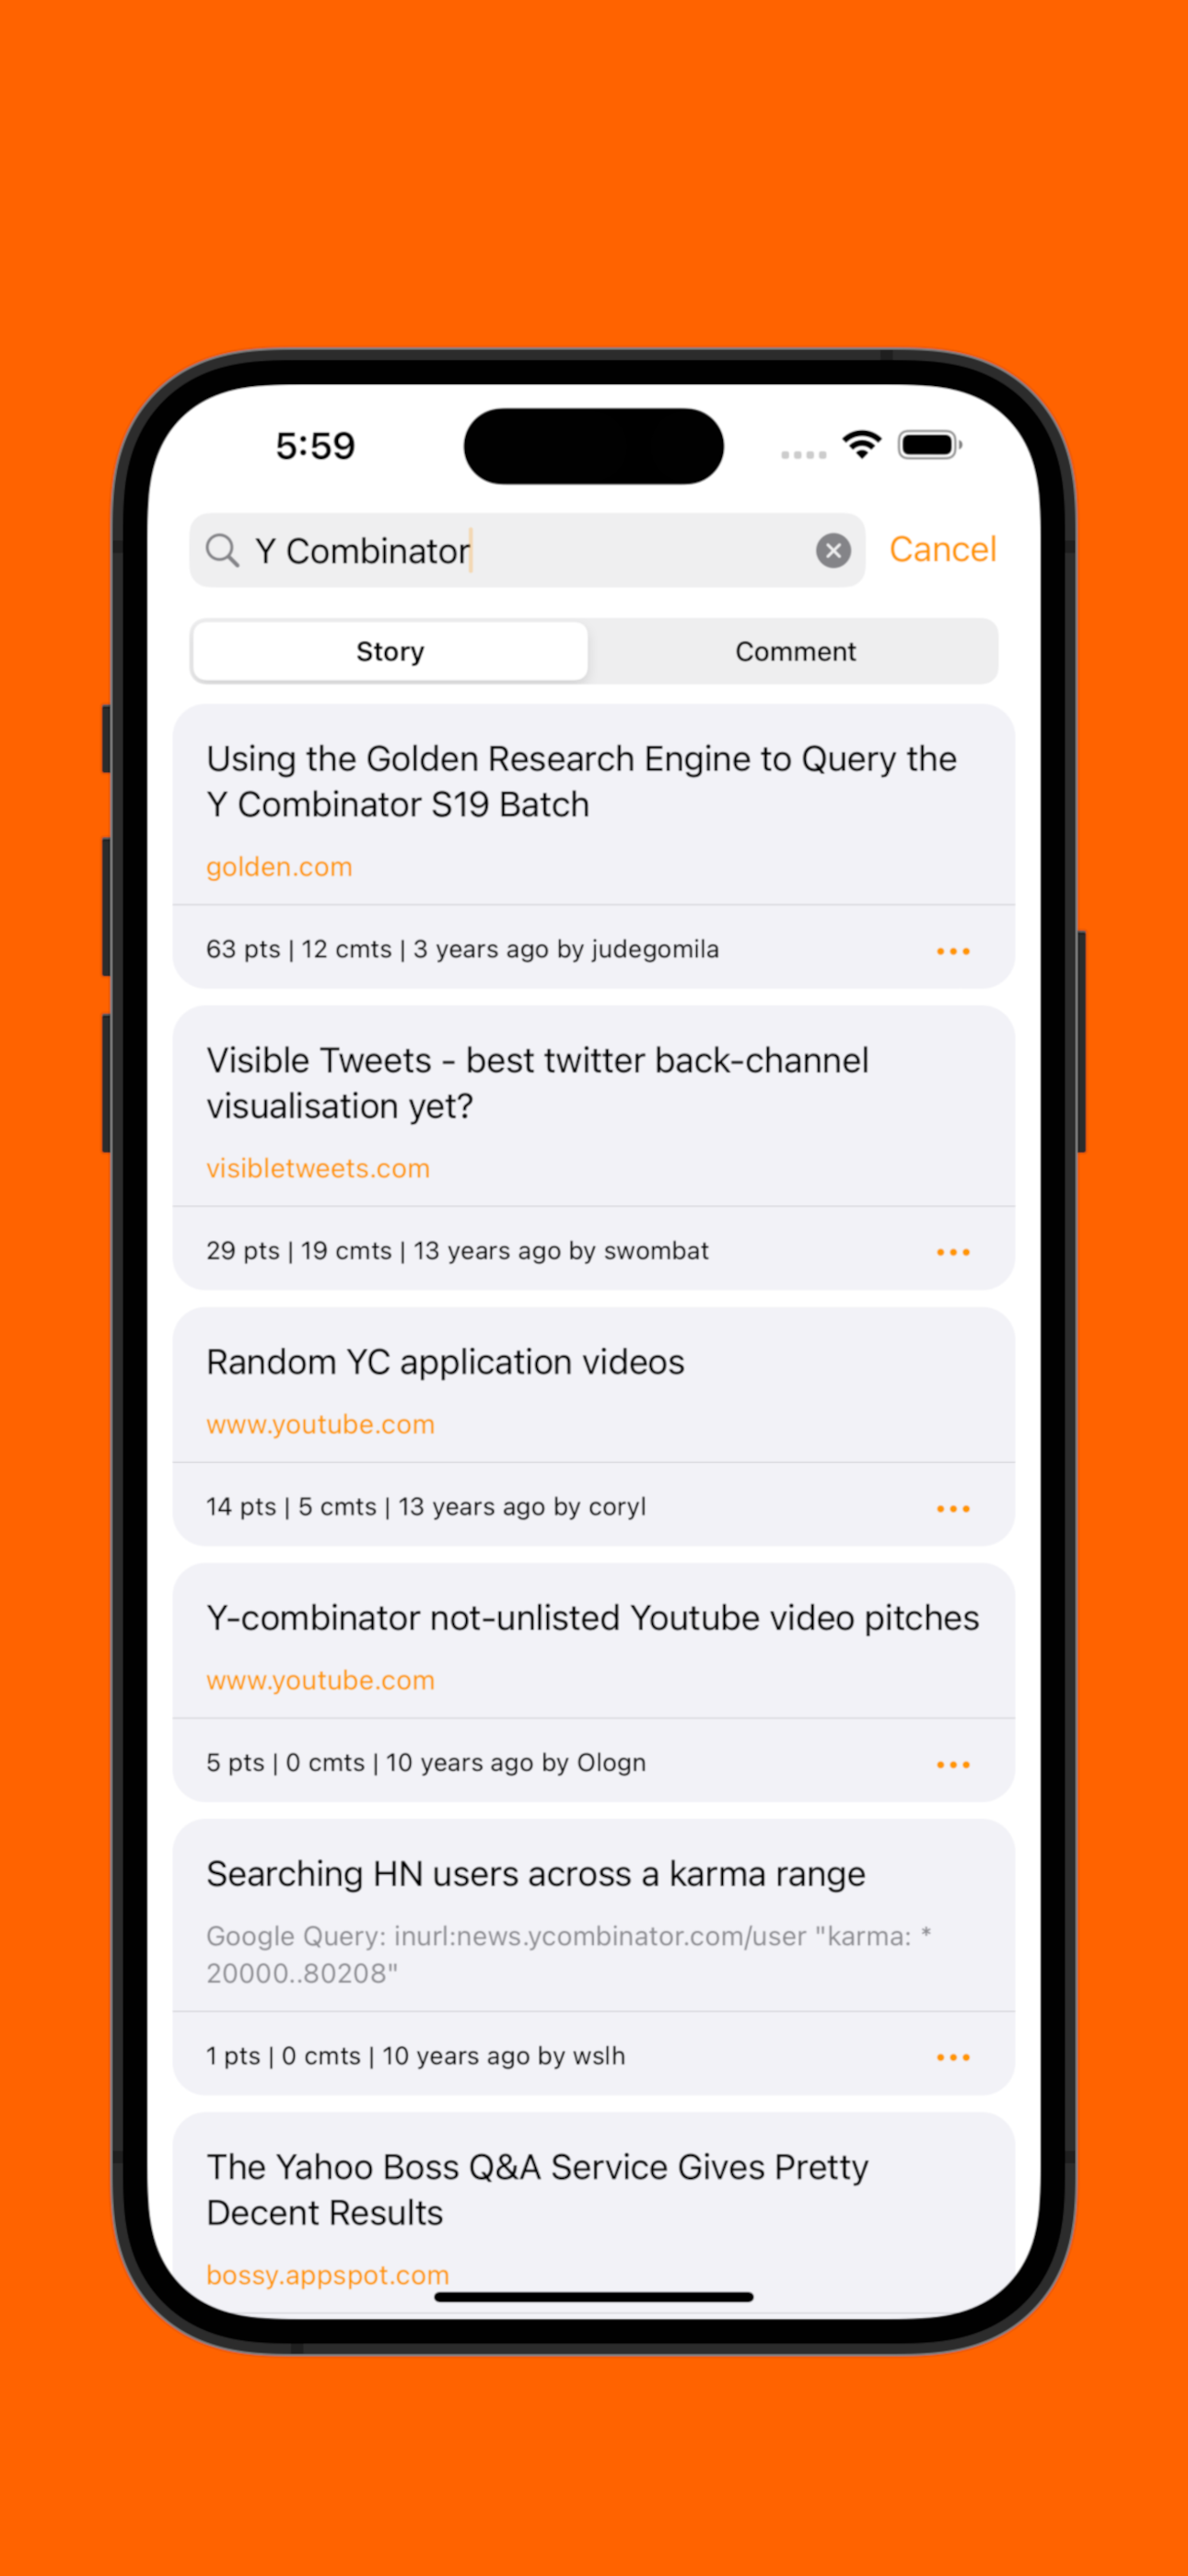 5:59
Y Combinator
Cancel
Story
Comment
Using the Golden Research Engine to Query the
Y Combinator S19 Batch
golden.com
63 pts | 12 cmts | 3 years ago by judegomila
Visible Tweets - best twitter back-channel
visualisation yet?
visibletweets.com
29 pts | 19 cmts | 13 years ago by swombat
Random YC application videos
www.youtube.com
14 pts | 5 cmts | 13 years ago by coryl
Y-combinator not-unlisted Youtube video pitches
www.youtube.com
5 pts | 0 cmts | 10 years ago by Ologn
Searching HN users across a karma range
Google Query: inurl:news.ycombinator.com/user "karma: *
20000..80208"
1 pts | 0 cmts | 10 years ago by wslh
The Yahoo Boss Q&A Service Gives Pretty
Decent Results
bossy.appspot.com